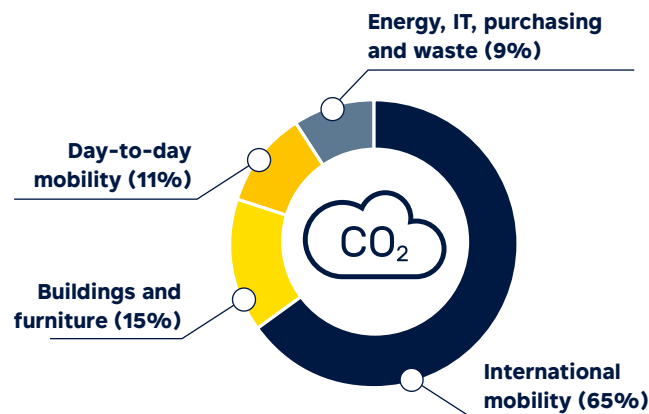 Energy, IT, purchasing
and waste (9%)
Day-to-day
mobility (11%)
CO₂
Buildings and
furniture (15%)
International
mobility (65%)